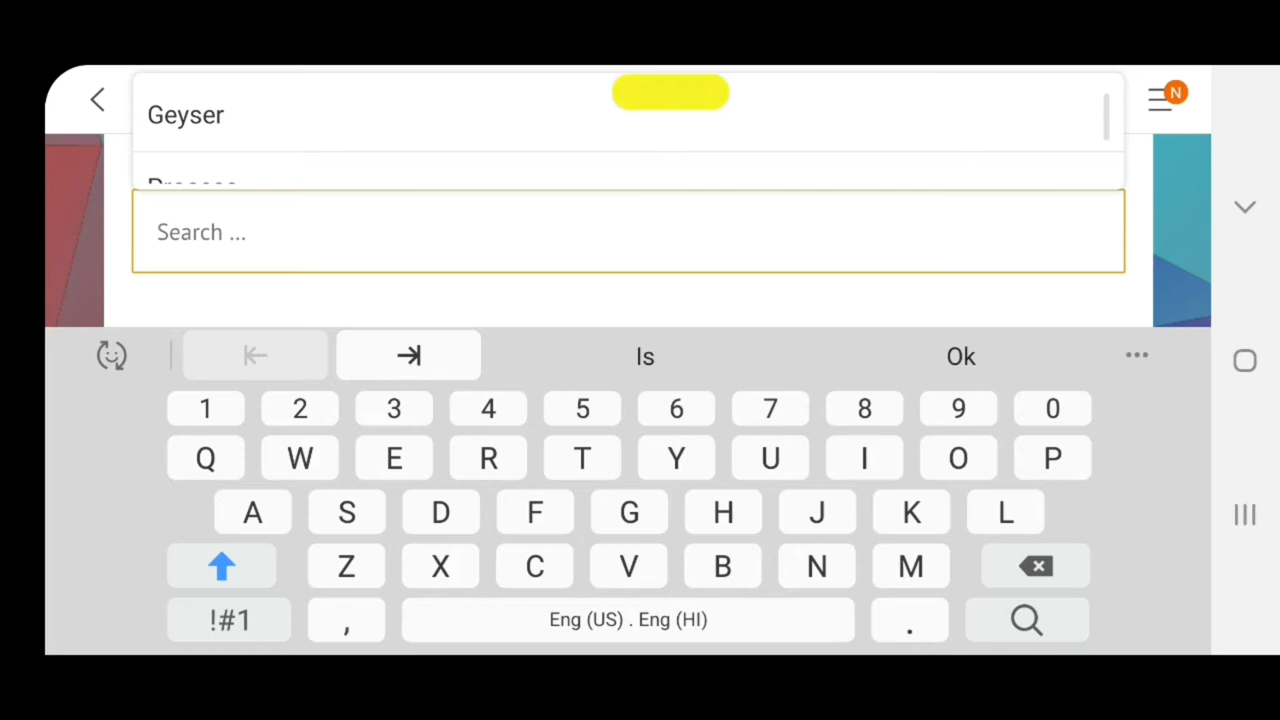 Geyser
N
Search ...
Is
Ok
1 2 3 4 5 6 7 8 9 0
Q W E R T Y U I O P
A S D F G H J K L
Z X C V B N M
!#1 , Eng (US) . Eng (HI) .